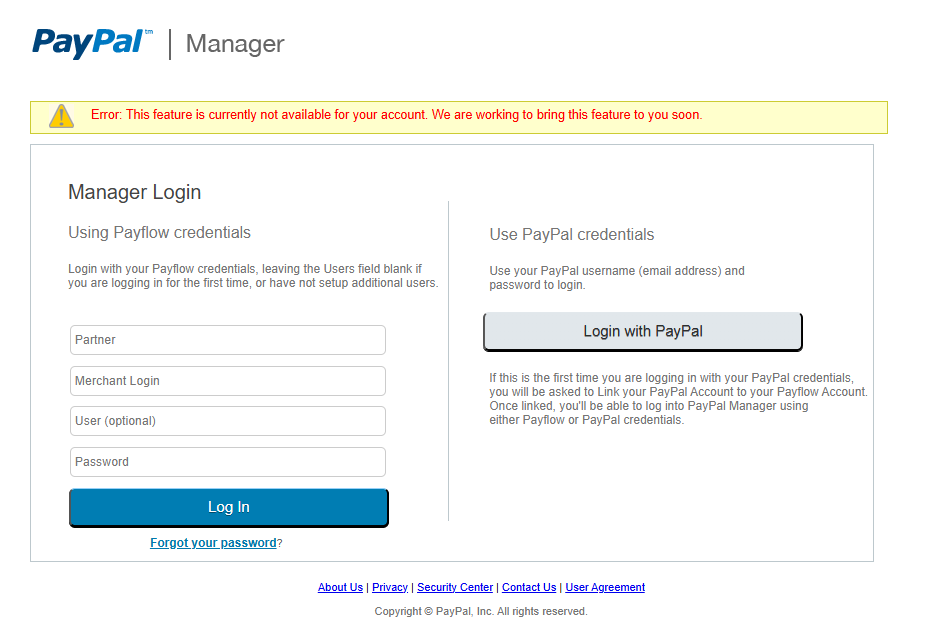 PayPal™ | Manager
Error: This feature is currently not available for your account. We are working to bring this feature to you soon.
Manager Login
Using Payflow credentials
Login with your Payflow credentials, leaving the Users field blank if
you are logging in for the first time, or have not setup additional users.
Partner
Merchant Login
User (optional)
Password
Log In
Forgot your password?
Use PayPal credentials
Use your PayPal username (email address) and
password to login.
Login with PayPal
If this is the first time you are logging in with your PayPal credentials,
you will be asked to Link your PayPal Account to your Payflow Account.
Once linked, you'll be able to log into PayPal Manager using
either Payflow or PayPal credentials.
About Us | Privacy | Security Center | Contact Us | User Agreement
Copyright © PayPal, Inc. All rights reserved.